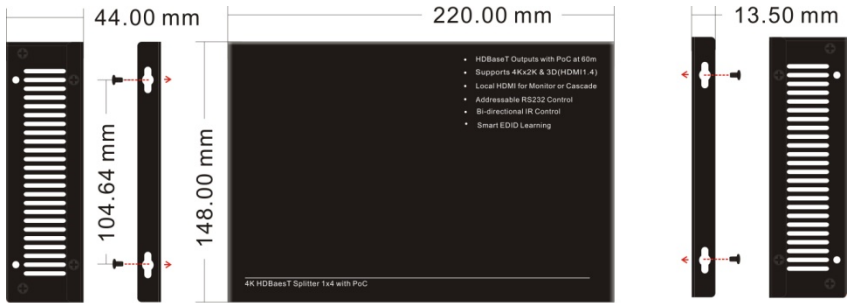 44.00 mm
220.00 mm
13.50 mm
104.64 mm
148.00 mm
• HDBaseT Outputs with PoC at 60m
• Supports 4Kx2K & 3D(HDMI1.4)
• Local HDMI for Monitor or Cascade
• Addressable RS232 Control
• Bi-directional IR Control
• Smart EDID Learning
4K HDBaesT Splitter 1x4 with PoC